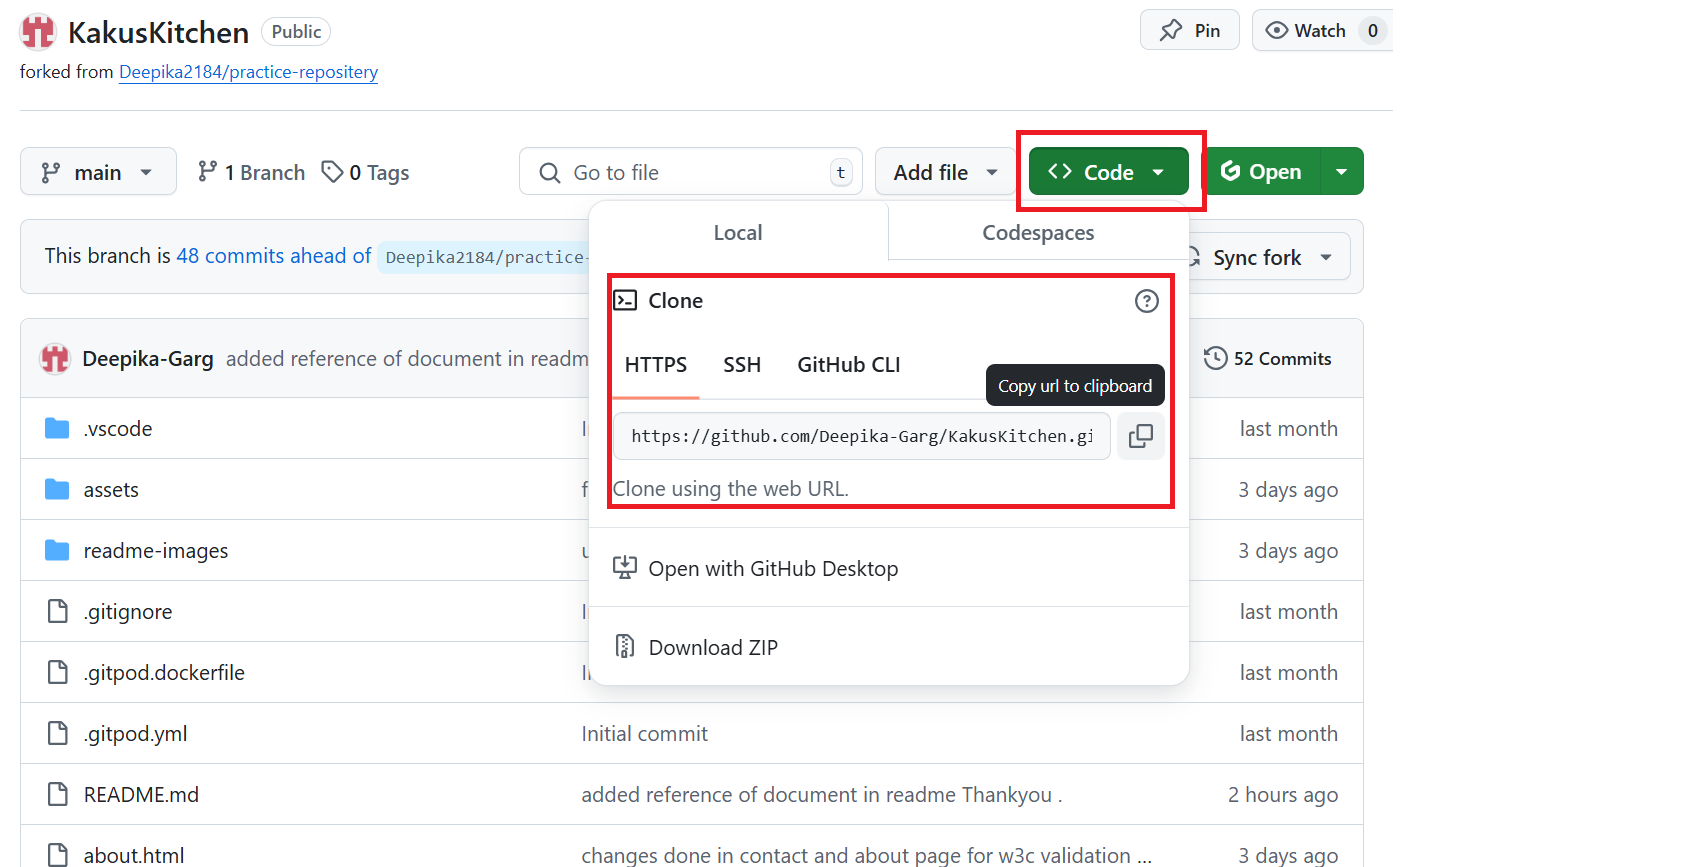 KakusKitchen Public Pin Watch 0
forked from Deepika2184/practice-repositery
main 1 Branch 0 Tags Go to file t Add file Code Open
Local Codespaces
This branch is 48 commits ahead of Deepika2184/practice- Sync fork
Clone
Deepika-Garg added reference of document in readme 52 Commits
HTTPS SSH GitHub CLI
Copy url to clipboard
.vscode last month
https://github.com/Deepika-Garg/KakusKitchen.gi
assets 3 days ago
Clone using the web URL.
readme-images 3 days ago
Open with GitHub Desktop
.gitignore last month
Download ZIP
.gitpod.dockerfile last month
.gitpod.yml Initial commit last month
README.md added reference of document in readme Thankyou . 2 hours ago
about.html changes done in contact and about page for w3c validation ... 3 days ago